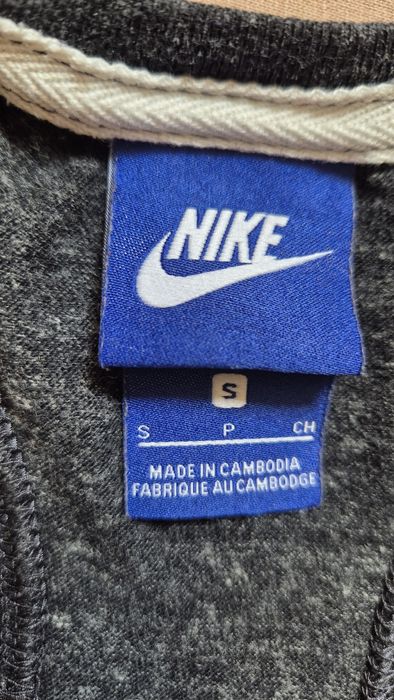 NIKE
S
S P CH
MADE IN CAMBODIA
FABRIQUE AU CAMBODGE